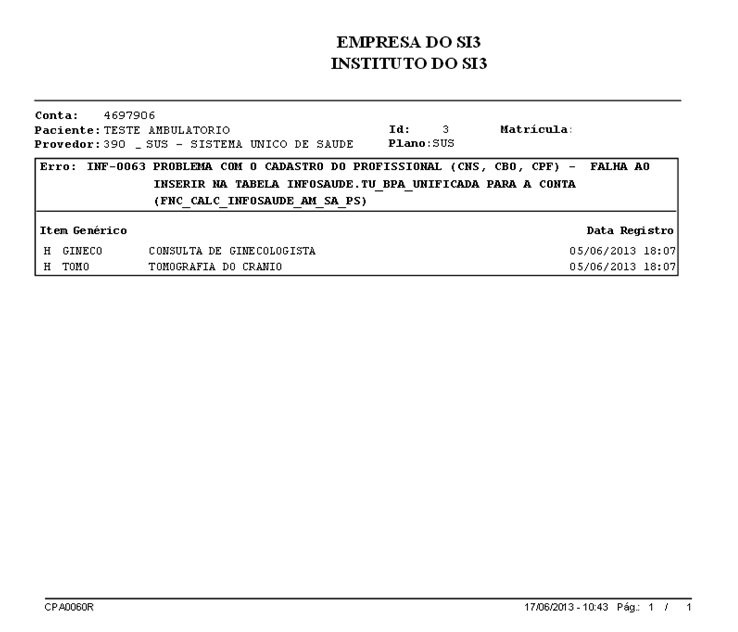 EMPRESA DO SI3
INSTITUTO DO SI3
Conta: 4697906
Paciente: TESTE AMBULATORIO Id: 3 Matrícula:
Provedor: 390 _ SUS - SISTEMA UNICO DE SAUDE Plano: SUS
Erro: INF-0063 PROBLEMA COM O CADASTRO DO PROFISSIONAL (CNS, CBO, CPF) - FALHA AO
INSERIR NA TABELA INFOSAUDE.TU_BPA_UNIFICADA PARA A CONTA
(FNC_CALC_INFOSAUDE_AM_SA_PS)
Item Genérico Data Registro
H GINECO CONSULTA DE GINECOLOGISTA 05/06/2013 18:07
H TOMO TOMOGRAFIA DO CRANIO 05/06/2013 18:07
CPA0060R 17/06/2013 - 10:43 Pág.: 1 / 1